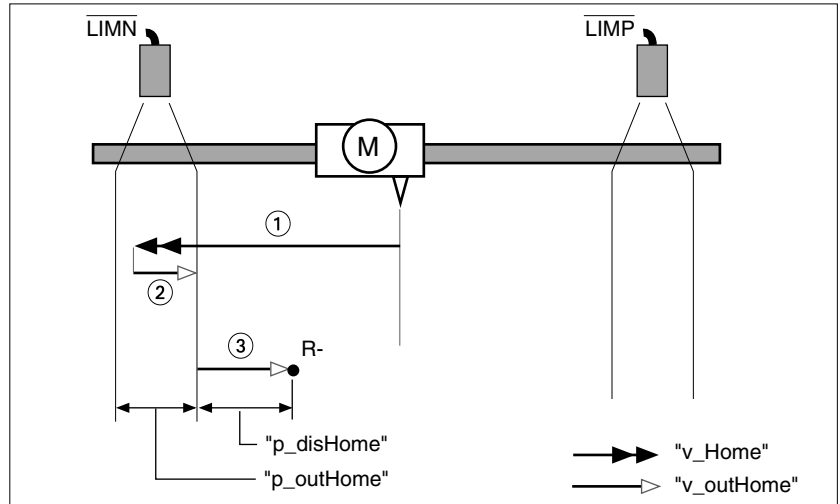 LIMN
LIMP
M
1
2
3
R-
"p_disHome"
"p_outHome"
"v_Home"
"v_outHome"